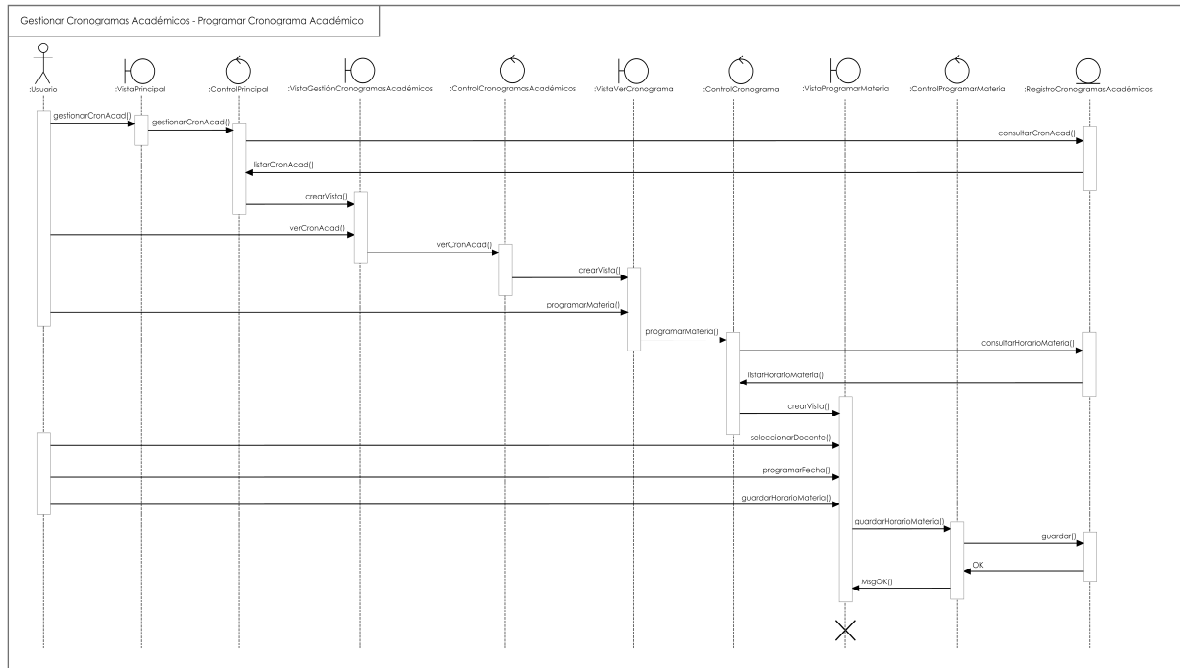 Gestionar Cronogramas Académicos - Programar Cronograma Académico
:Usuario
:VistaPrincipal
:ControlPrincipal
:VistaGestiónCronogramasAcadémicos
:ControlCronogramasAcadémicos
:VistaVerCronograma
:ControlCronograma
:VistaProgramarMateria
:ControlProgramarMateria
:RegistroCronogramasAcadémicos
gestionarCronAcad()
gestionarCronAcad()
consultarCronAcad()
listarCronAcad()
crearVista()
verCronAcad()
verCronAcad()
crearVista()
programarMateria()
programarMateria()
consultarHorarioMateria()
listarHorarioMateria()
crearVista()
seleccionarDocente()
programarFecha()
guardarHorarioMateria()
guardarHorarioMateria()
guardar()
OK
MsgOK()